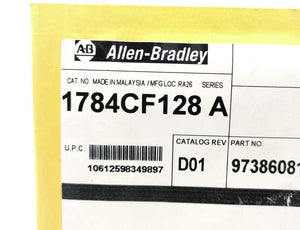 AB Allen-Bradley
CAT. NO. MADE IN MALAYSIA / MFG LOC. RA26 SERIES
1784CF128 A
CATALOG REV PART NO.
U.P.C. D01 9738608
10612598349897